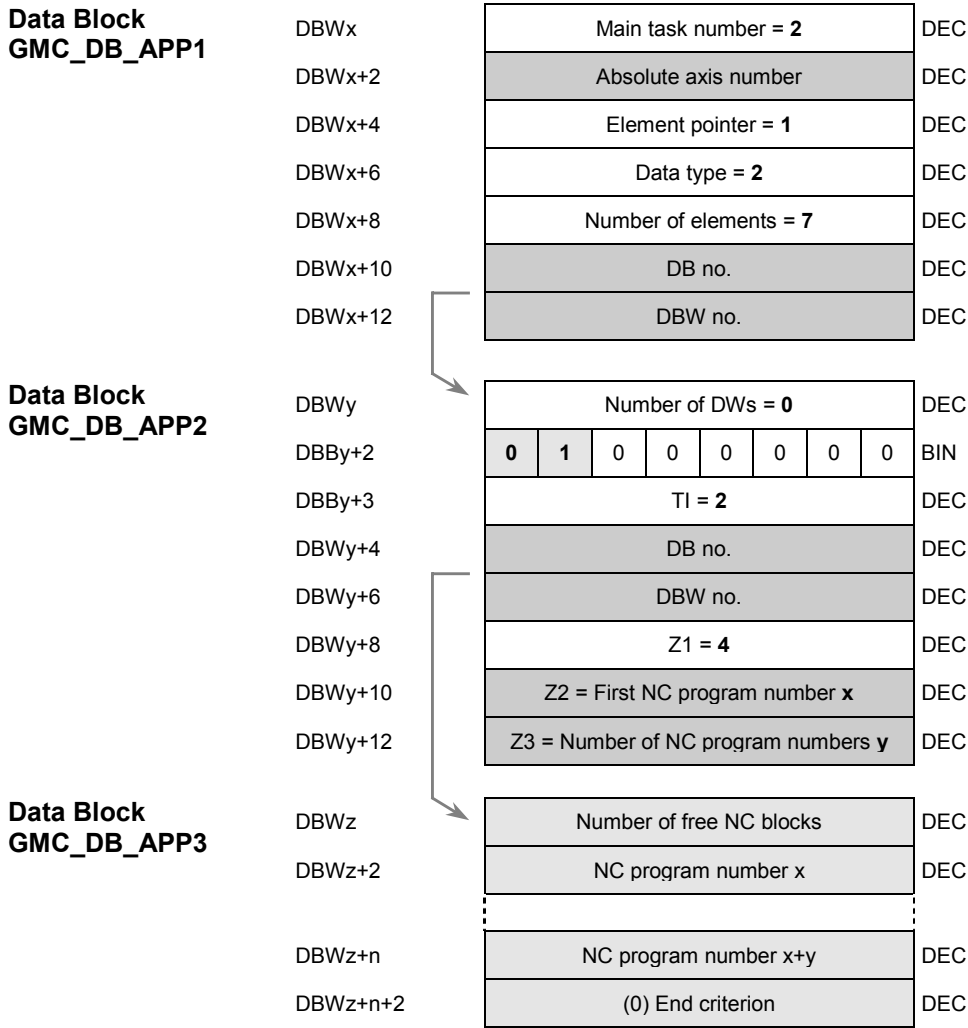 Data Block
GMC_DB_APP1
DBWx Main task number = 2 DEC
DBWx+2 Absolute axis number DEC
DBWx+4 Element pointer = 1 DEC
DBWx+6 Data type = 2 DEC
DBWx+8 Number of elements = 7 DEC
DBWx+10 DB no. DEC
DBWx+12 DBW no. DEC
Data Block
GMC_DB_APP2
DBWy Number of DWs = 0 DEC
DBBy+2 0 1 0 0 0 0 0 0 BIN
DBBy+3 TI = 2 DEC
DBWy+4 DB no. DEC
DBWy+6 DBW no. DEC
DBWy+8 Z1 = 4 DEC
DBWy+10 Z2 = First NC program number x DEC
DBWy+12 Z3 = Number of NC program numbers y DEC
Data Block
GMC_DB_APP3
DBWz Number of free NC blocks DEC
DBWz+2 NC program number x DEC
DBWz+n NC program number x+y DEC
DBWz+n+2 (0) End criterion DEC